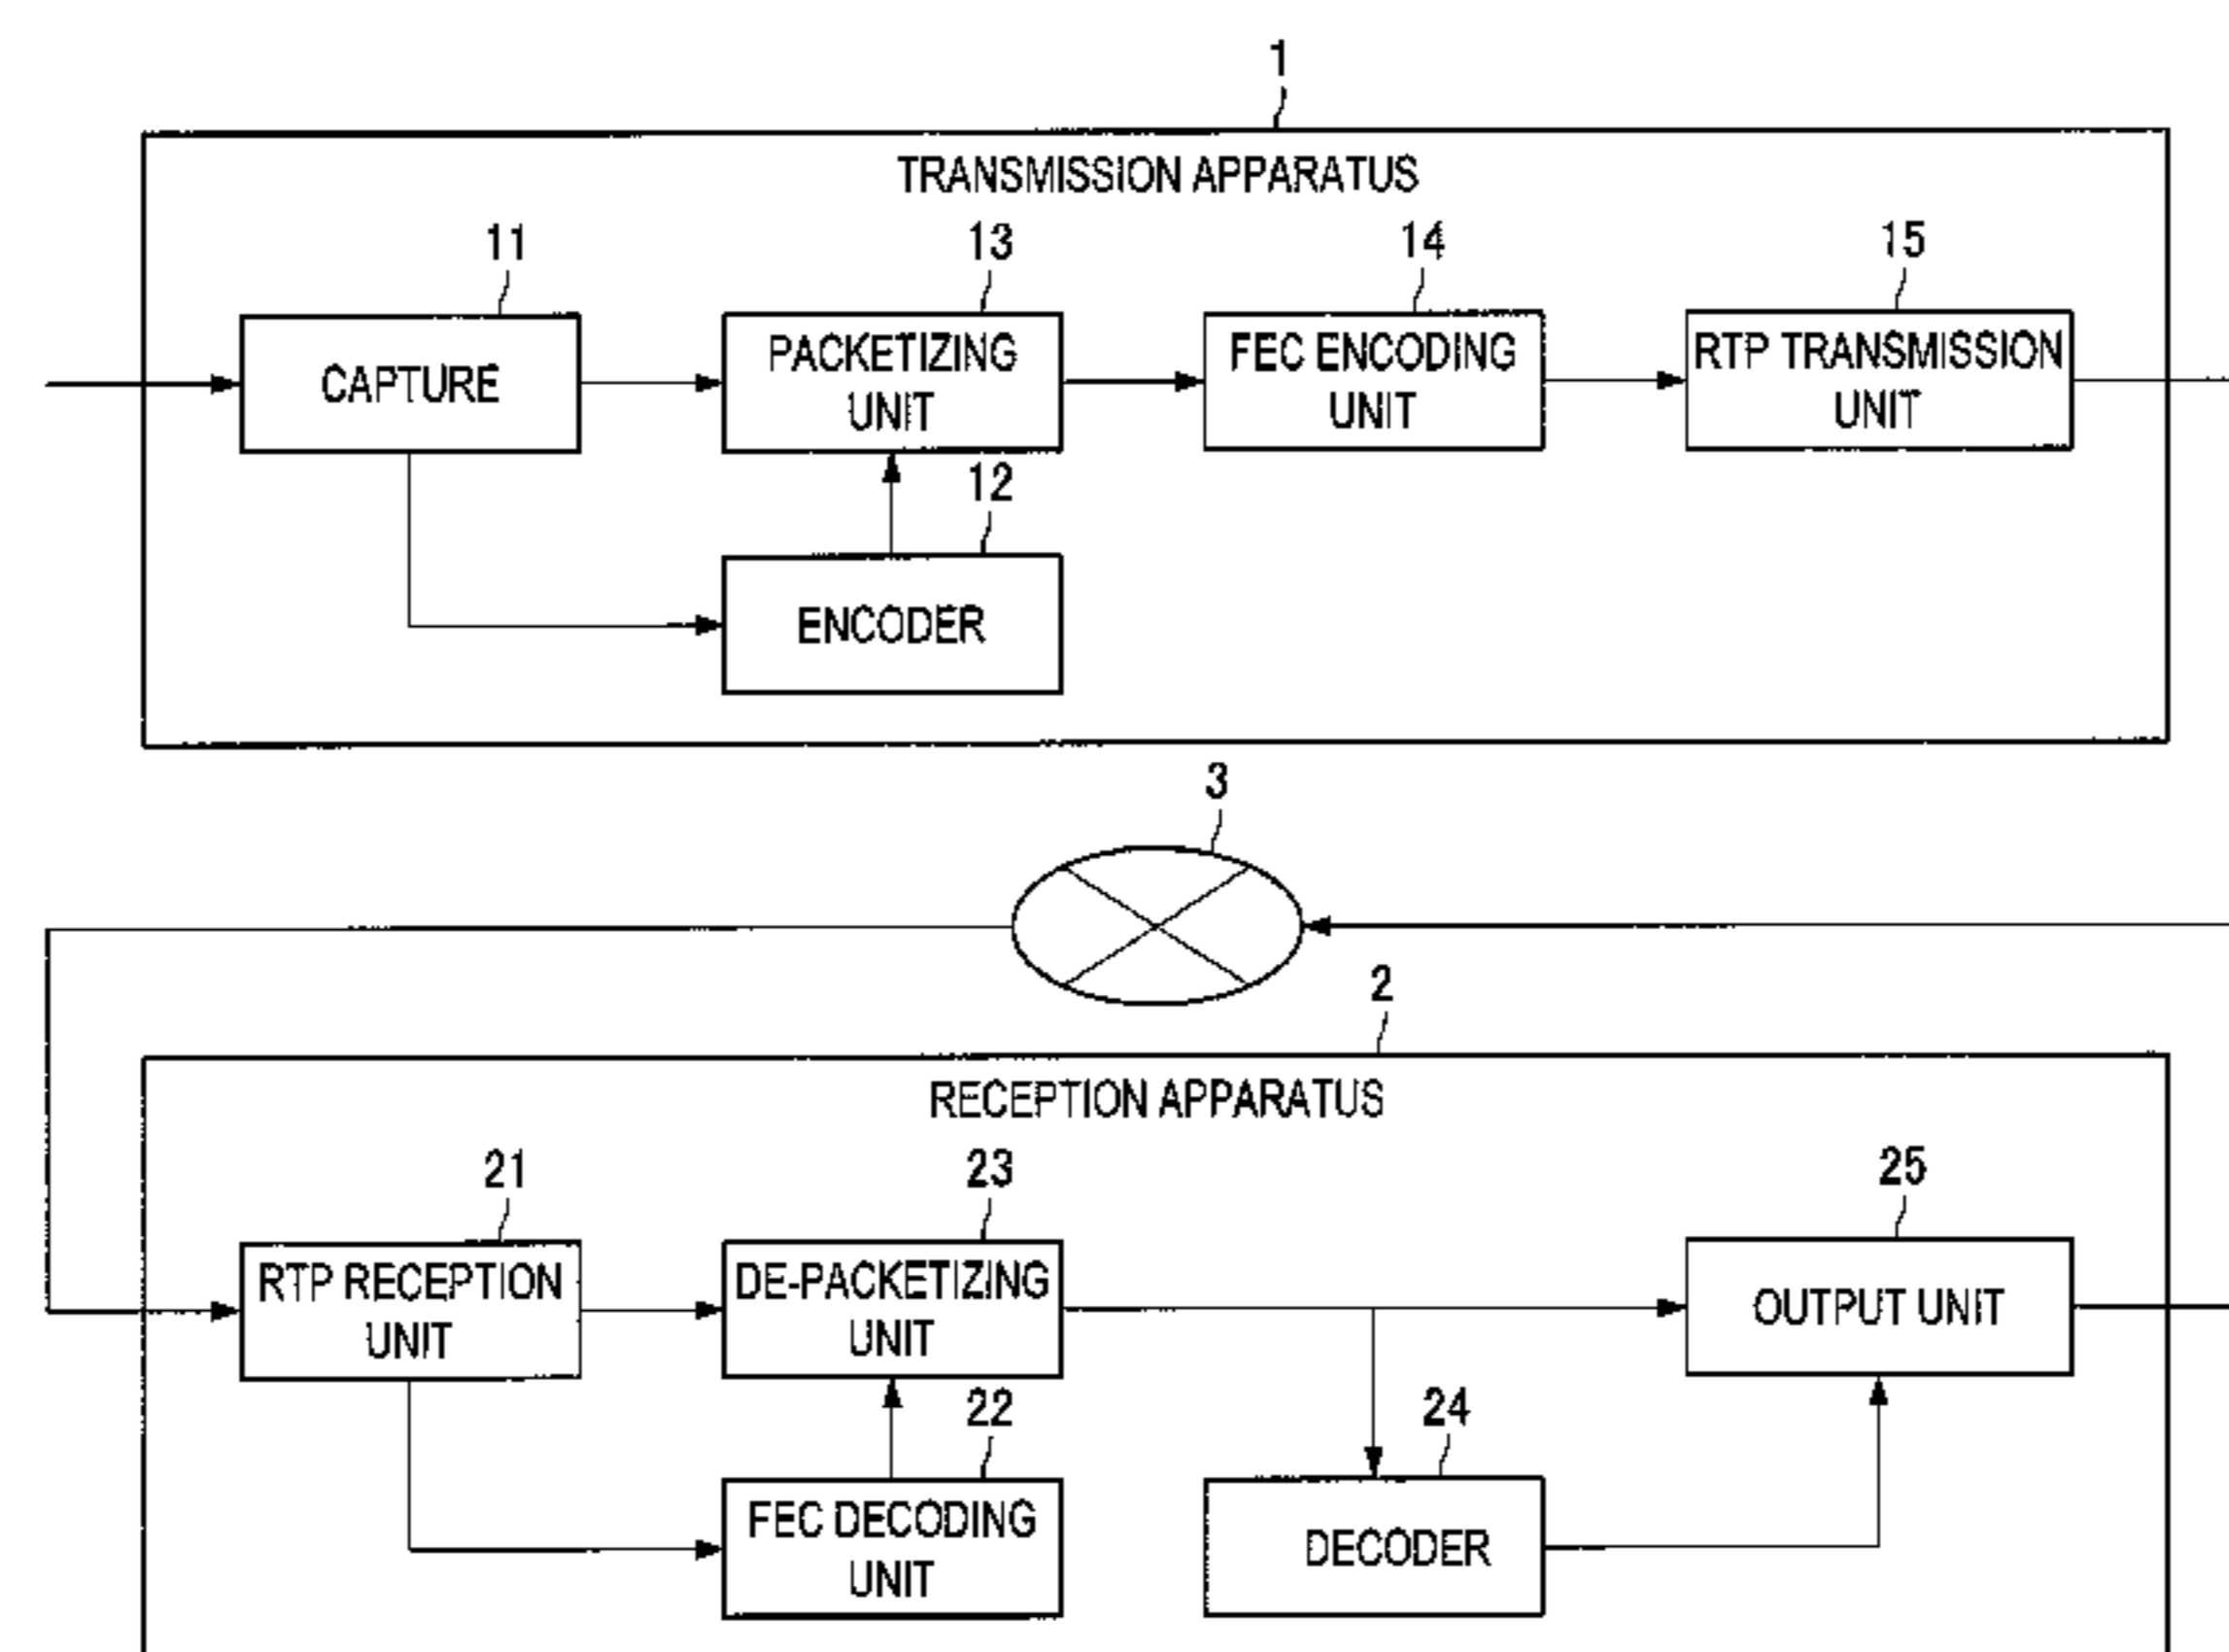 1
TRANSMISSION APPARATUS
11
13
14
15
CAPTURE
PACKETIZING
UNIT
FEC ENCODING
UNIT
RTP TRANSMISSION
UNIT
12
ENCODER
3
2
RECEPTION APPARATUS
21
23
25
RTP RECEPTION
UNIT
DE-PACKETIZING
UNIT
OUTPUT UNIT
22
24
FEC DECODING
UNIT
DECODER